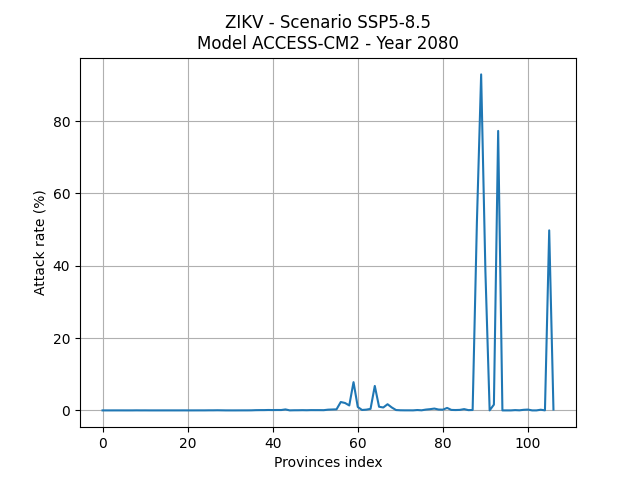 ZIKV - Scenario SSP5-8.5
Model ACCESS-CM2 - Year 2080
Attack rate (%)
80
60
40
20
0
0 20 40 60 80 100
Provinces index